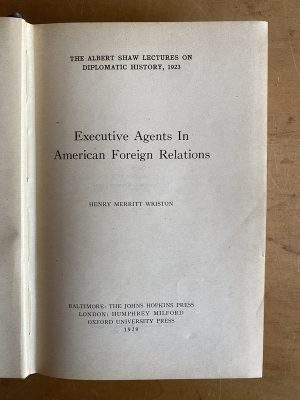 THE ALBERT SHAW LECTURES ON
DIPLOMATIC HISTORY, 1923
Executive Agents In
American Foreign Relations
HENRY MERRITT WRISTON
BALTIMORE: THE JOHNS HOPKINS PRESS
LONDON: HUMPHREY MILFORD
OXFORD UNIVERSITY PRESS
1929